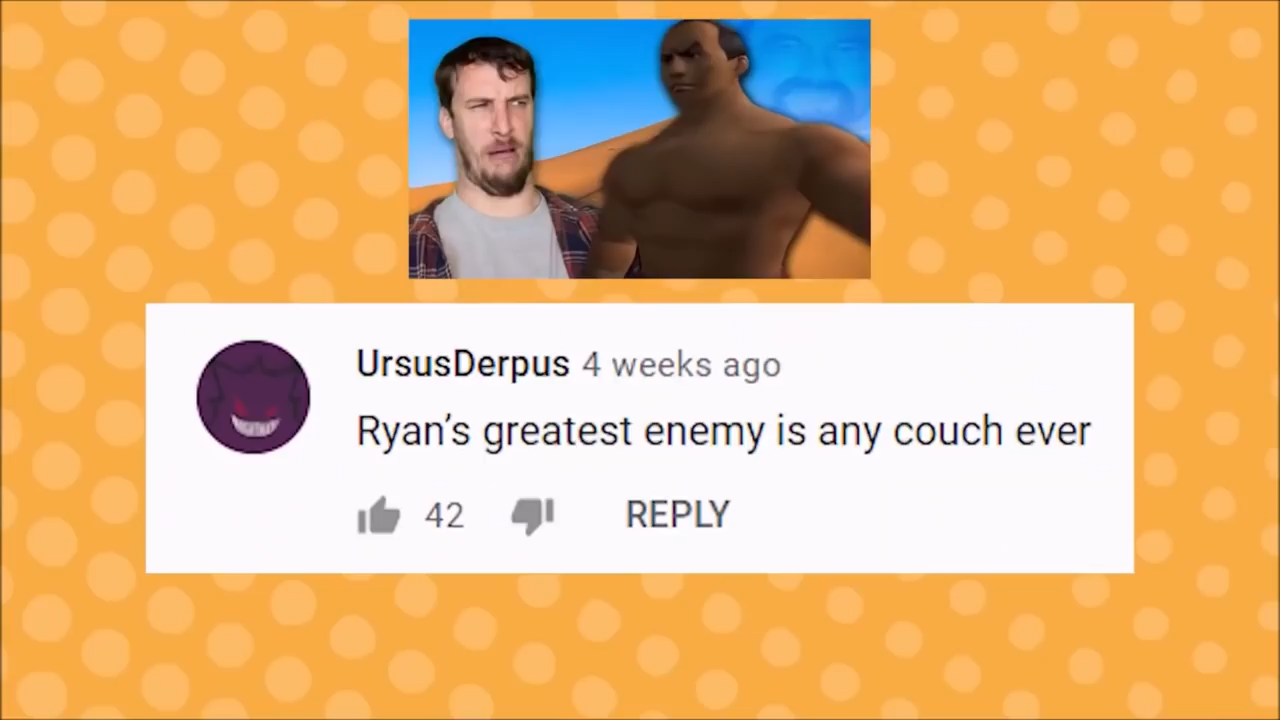 UrsusDerpus 4 weeks ago
Ryan’s greatest enemy is any couch ever
42 REPLY